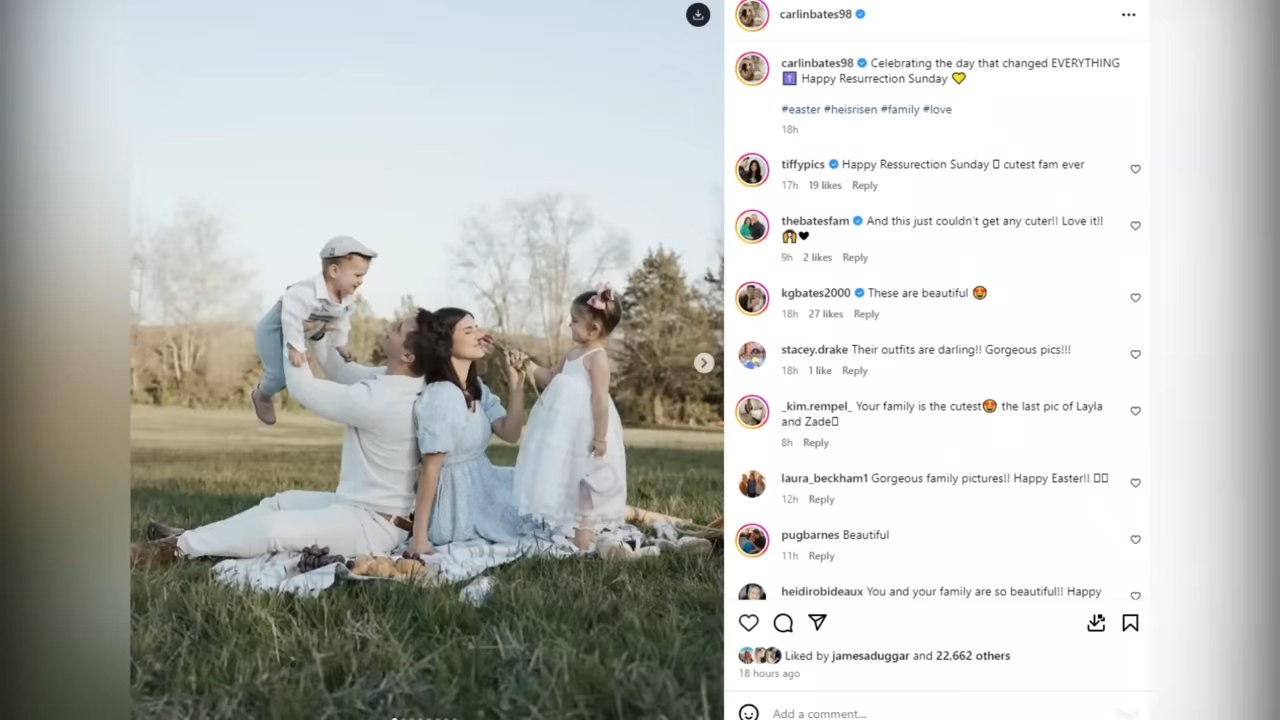 carlinbates98
carlinbates98 Celebrating the day that changed EVERYTHING
✝️ Happy Resurrection Sunday 💛
#easter #heisrisen #family #love
18h
tiffypics Happy Ressurection Sunday ▯ cutest fam ever
17h 19 likes Reply
thebatesfam And this just couldn't get any cuter!! Love it!!
🙌🖤
9h 2 likes Reply
kgbates2000 These are beautiful 😍
18h 27 likes Reply
stacey.drake Their outfits are darling!! Gorgeous pics!!!
18h 1 like Reply
_kim.rempel_ Your family is the cutest😍 the last pic of Layla
and Zade▯
8h Reply
laura_beckham1 Gorgeous family pictures!! Happy Easter!! ▯▯
12h Reply
pugbarnes Beautiful
11h Reply
heidirobideaux You and your family are so beautiful!! Happy
Liked by jamesaduggar and 22,662 others
18 hours ago
Add a comment...